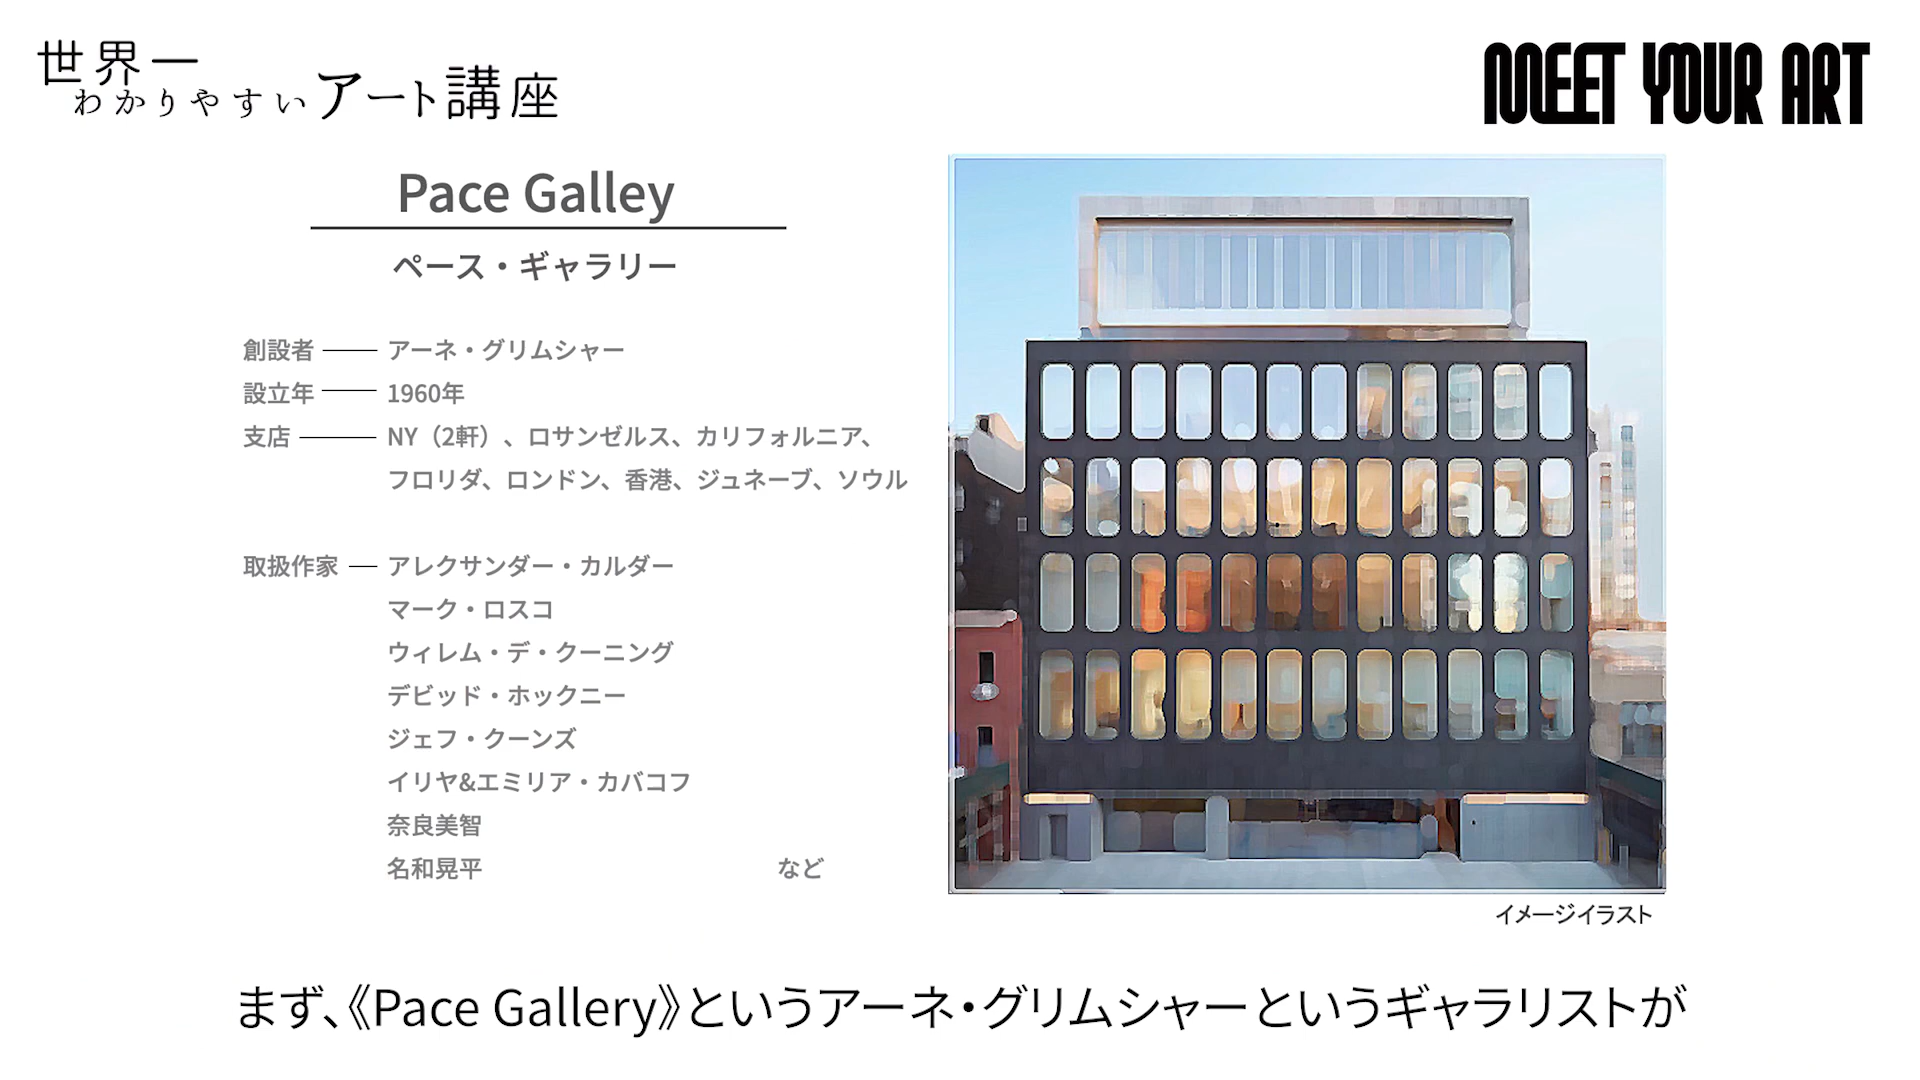 世界一
わかりやすいアート講座
MEET YOUR ART
Pace Galley
ペース・ギャラリー
創設者 アーネ・グリムシャー
設立年 1960年
支店 NY（2軒）、ロサンゼルス、カリフォルニア、
フロリダ、ロンドン、香港、ジュネーブ、ソウル
取扱作家 アレクサンダー・カルダー
マーク・ロスコ
ウィレム・デ・クーニング
デビッド・ホックニー
ジェフ・クーンズ
イリヤ&エミリア・カバコフ
奈良美智
名和晃平 など
イメージイラスト
まず、《Pace Gallery》というアーネ・グリムシャーというギャラリストが